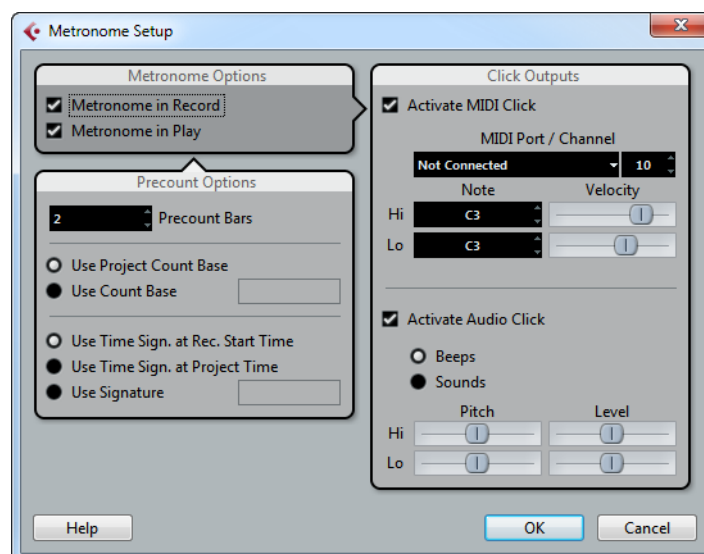 Metronome Setup
Metronome Options
Metronome in Record
Metronome in Play
Precount Options
2 Precount Bars
Use Project Count Base
Use Count Base
Use Time Sign. at Rec. Start Time
Use Time Sign. at Project Time
Use Signature
Click Outputs
Activate MIDI Click
MIDI Port / Channel
Not Connected 10
Note Velocity
Hi C3
Lo C3
Activate Audio Click
Beeps
Sounds
Pitch Level
Hi
Lo
Help OK Cancel